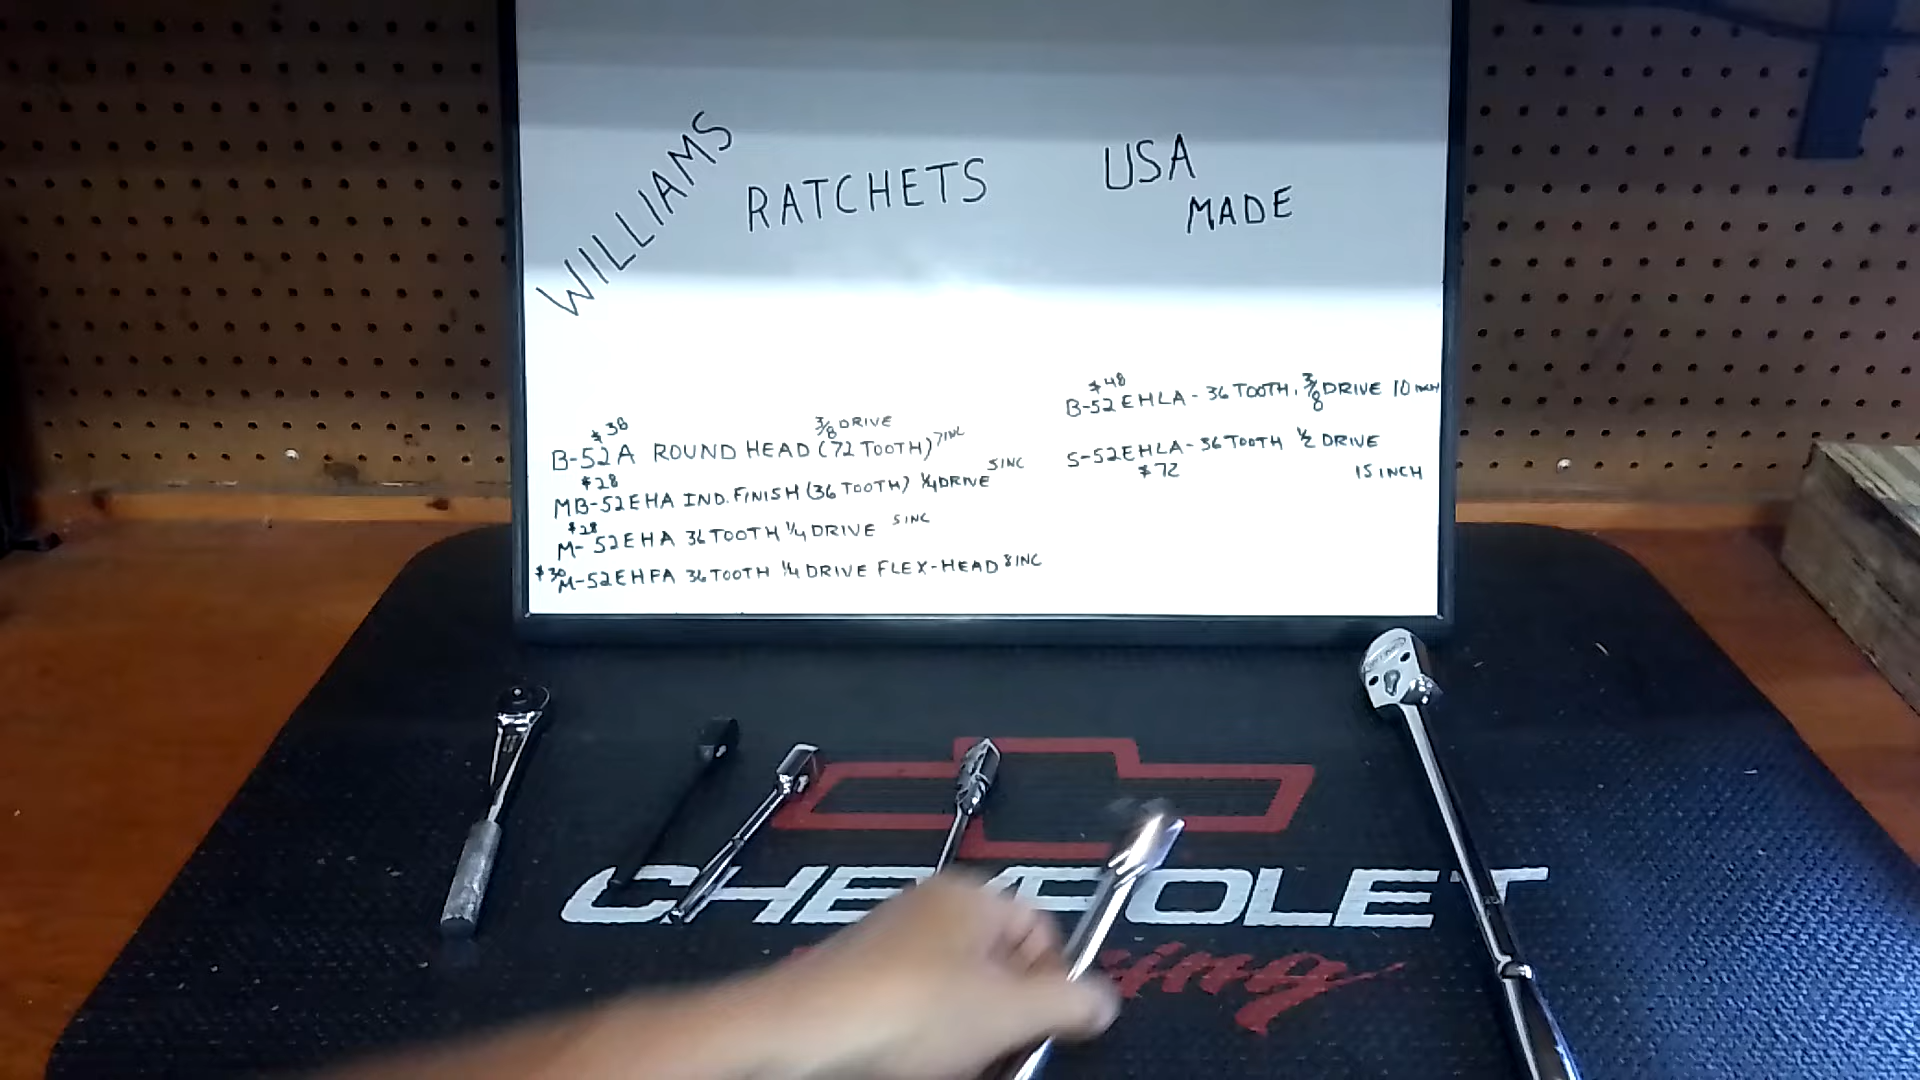 WILLIAMS RATCHETS USA
MADE
$38 3/8 DRIVE
B-52A ROUND HEAD (72 TOOTH) 7INC
$28
MB-52EHA IND. FINISH (36 TOOTH) 1/4 DRIVE 5INC
$28
M-52EHA 36 TOOTH 1/4 DRIVE 5INC
$30 M-52EHFA 36 TOOTH 1/4 DRIVE FLEX-HEAD 8INC
$48
B-52EHLA - 36 TOOTH. 3/8 DRIVE 10 INCH
S-52EHLA - 36 TOOTH 1/2 DRIVE
$72 15 INCH
CHEVROLET